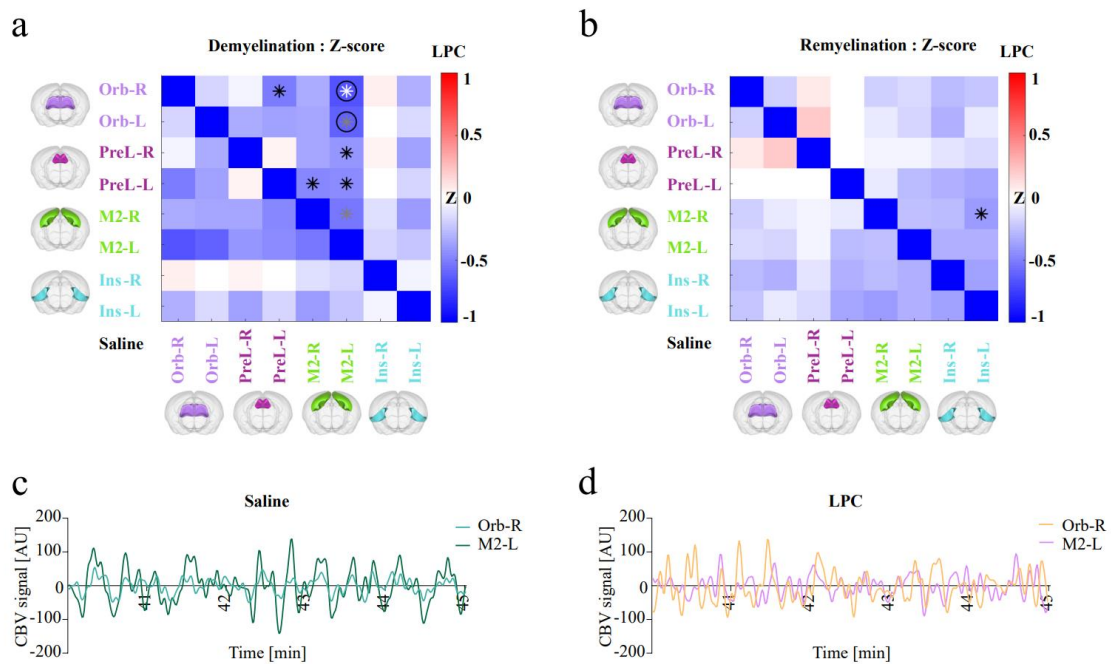 a
Demyelination : Z-score
LPC
Orb-R
Orb-L
PreL-R
PreL-L
M2-R
M2-L
Ins-R
Ins-L
1
0.5
Z 0
-0.5
-1
Saline
Orb-R
Orb-L
PreL-R
PreL-L
M2-R
M2-L
Ins-R
Ins-L
b
Remyelination : Z-score
LPC
Orb-R
Orb-L
PreL-R
PreL-L
M2-R
M2-L
Ins-R
Ins-L
1
0.5
Z 0
-0.5
-1
Saline
Orb-R
Orb-L
PreL-R
PreL-L
M2-R
M2-L
Ins-R
Ins-L
c
Saline
CBV signal [AU]
200
100
0
-100
-200
41
42
43
44
45
Time [min]
Orb-R
M2-L
d
LPC
CBV signal [AU]
200
100
0
-100
-200
41
42
43
44
45
Time [min]
Orb-R
M2-L